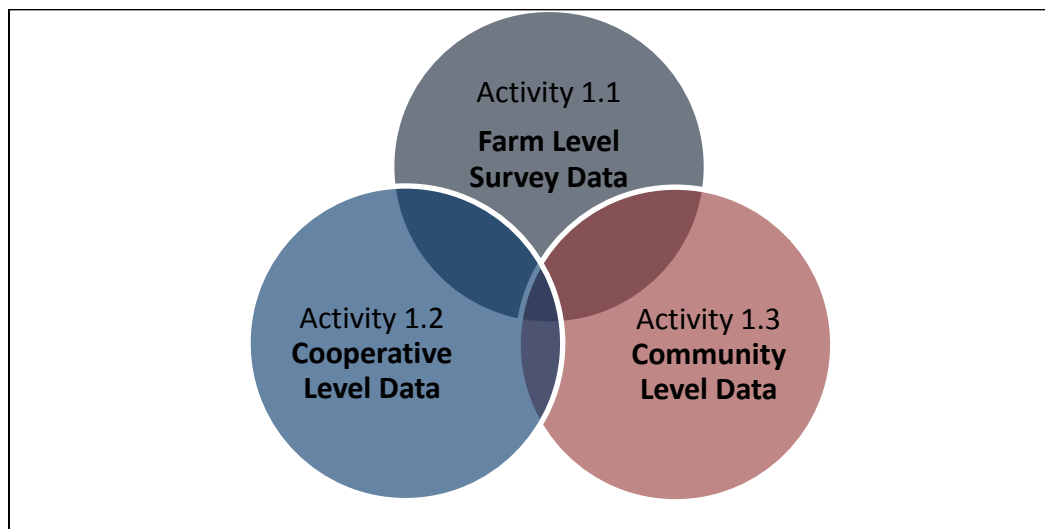 Activity 1.1
Farm Level
Survey Data
Activity 1.2
Cooperative
Level Data
Activity 1.3
Community
Level Data